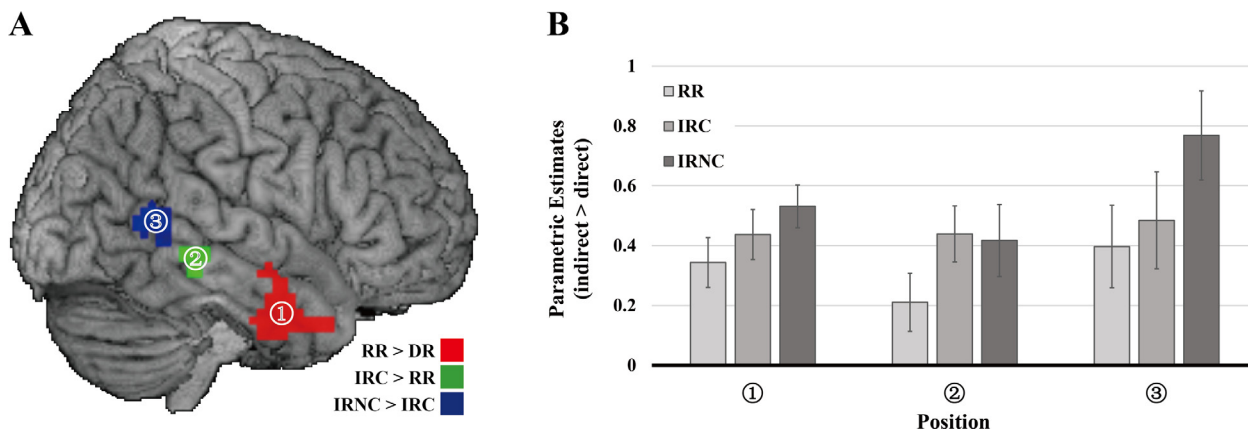 A
③
②
①
RR > DR
IRC > RR
IRNC > IRC
B
Parametric Estimates
(indirect > direct)
1
0.8
0.6
0.4
0.2
0
RR
IRC
IRNC
① ② ③
Position